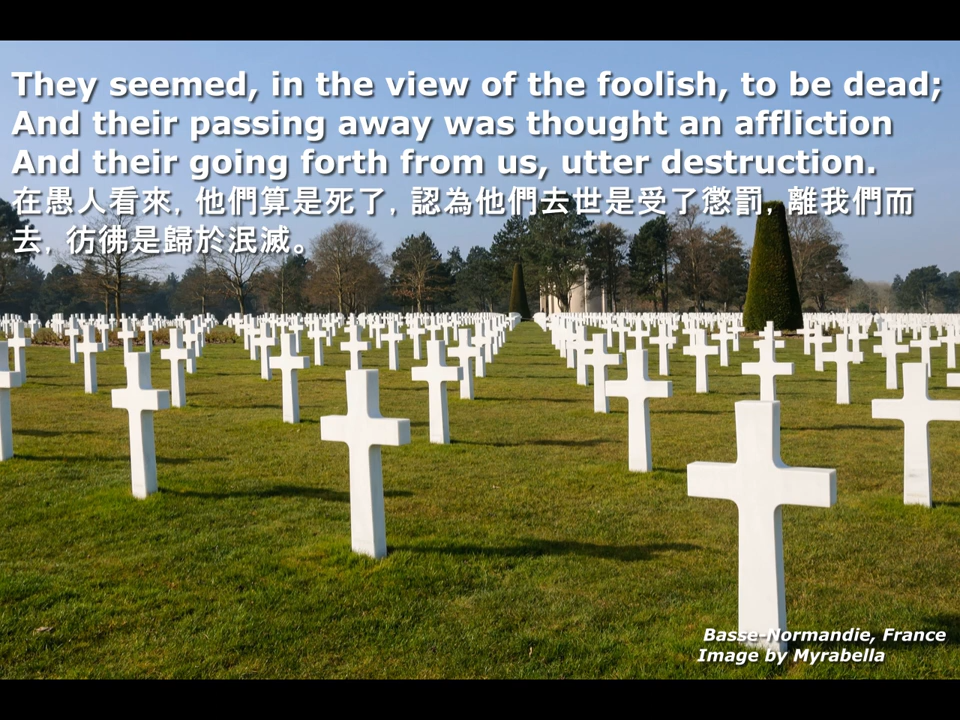 They seemed, in the view of the foolish, to be dead;
And their passing away was thought an affliction
And their going forth from us, utter destruction.
在愚人看來, 他們算是死了, 認為他們去世是受了懲罰, 離我們而
去, 彷彿是歸於泯滅。
Basse-Normandie, France
Image by Myrabella